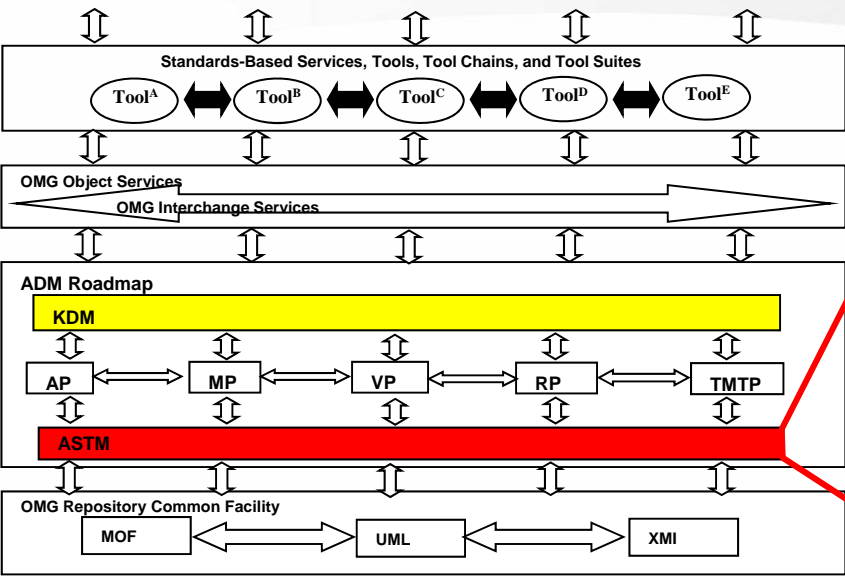 Standards-Based Services, Tools, Tool Chains, and Tool Suites
ToolA ToolB ToolC ToolD ToolE
OMG Object Services
OMG Interchange Services
ADM Roadmap
KDM
AP MP VP RP TMTP
ASTM
OMG Repository Common Facility
MOF UML XMI